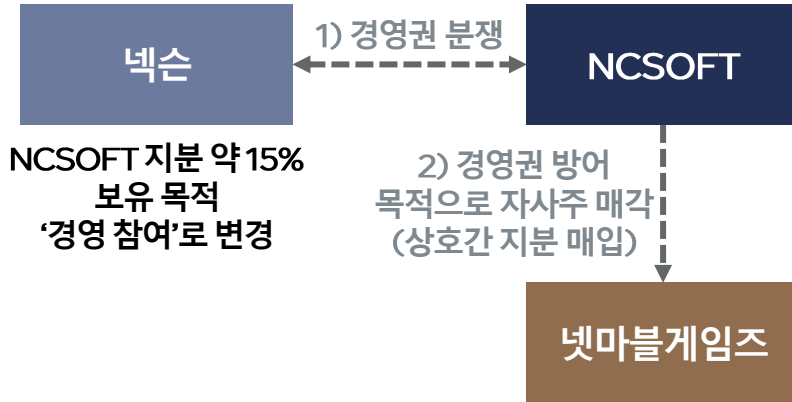 넥슨
1) 경영권 분쟁
NCSOFT
NCSOFT 지분 약 15%
보유 목적
‘경영 참여’로 변경
2) 경영권 방어
목적으로 자사주 매각
(상호간 지분 매입)
넷마블게임즈